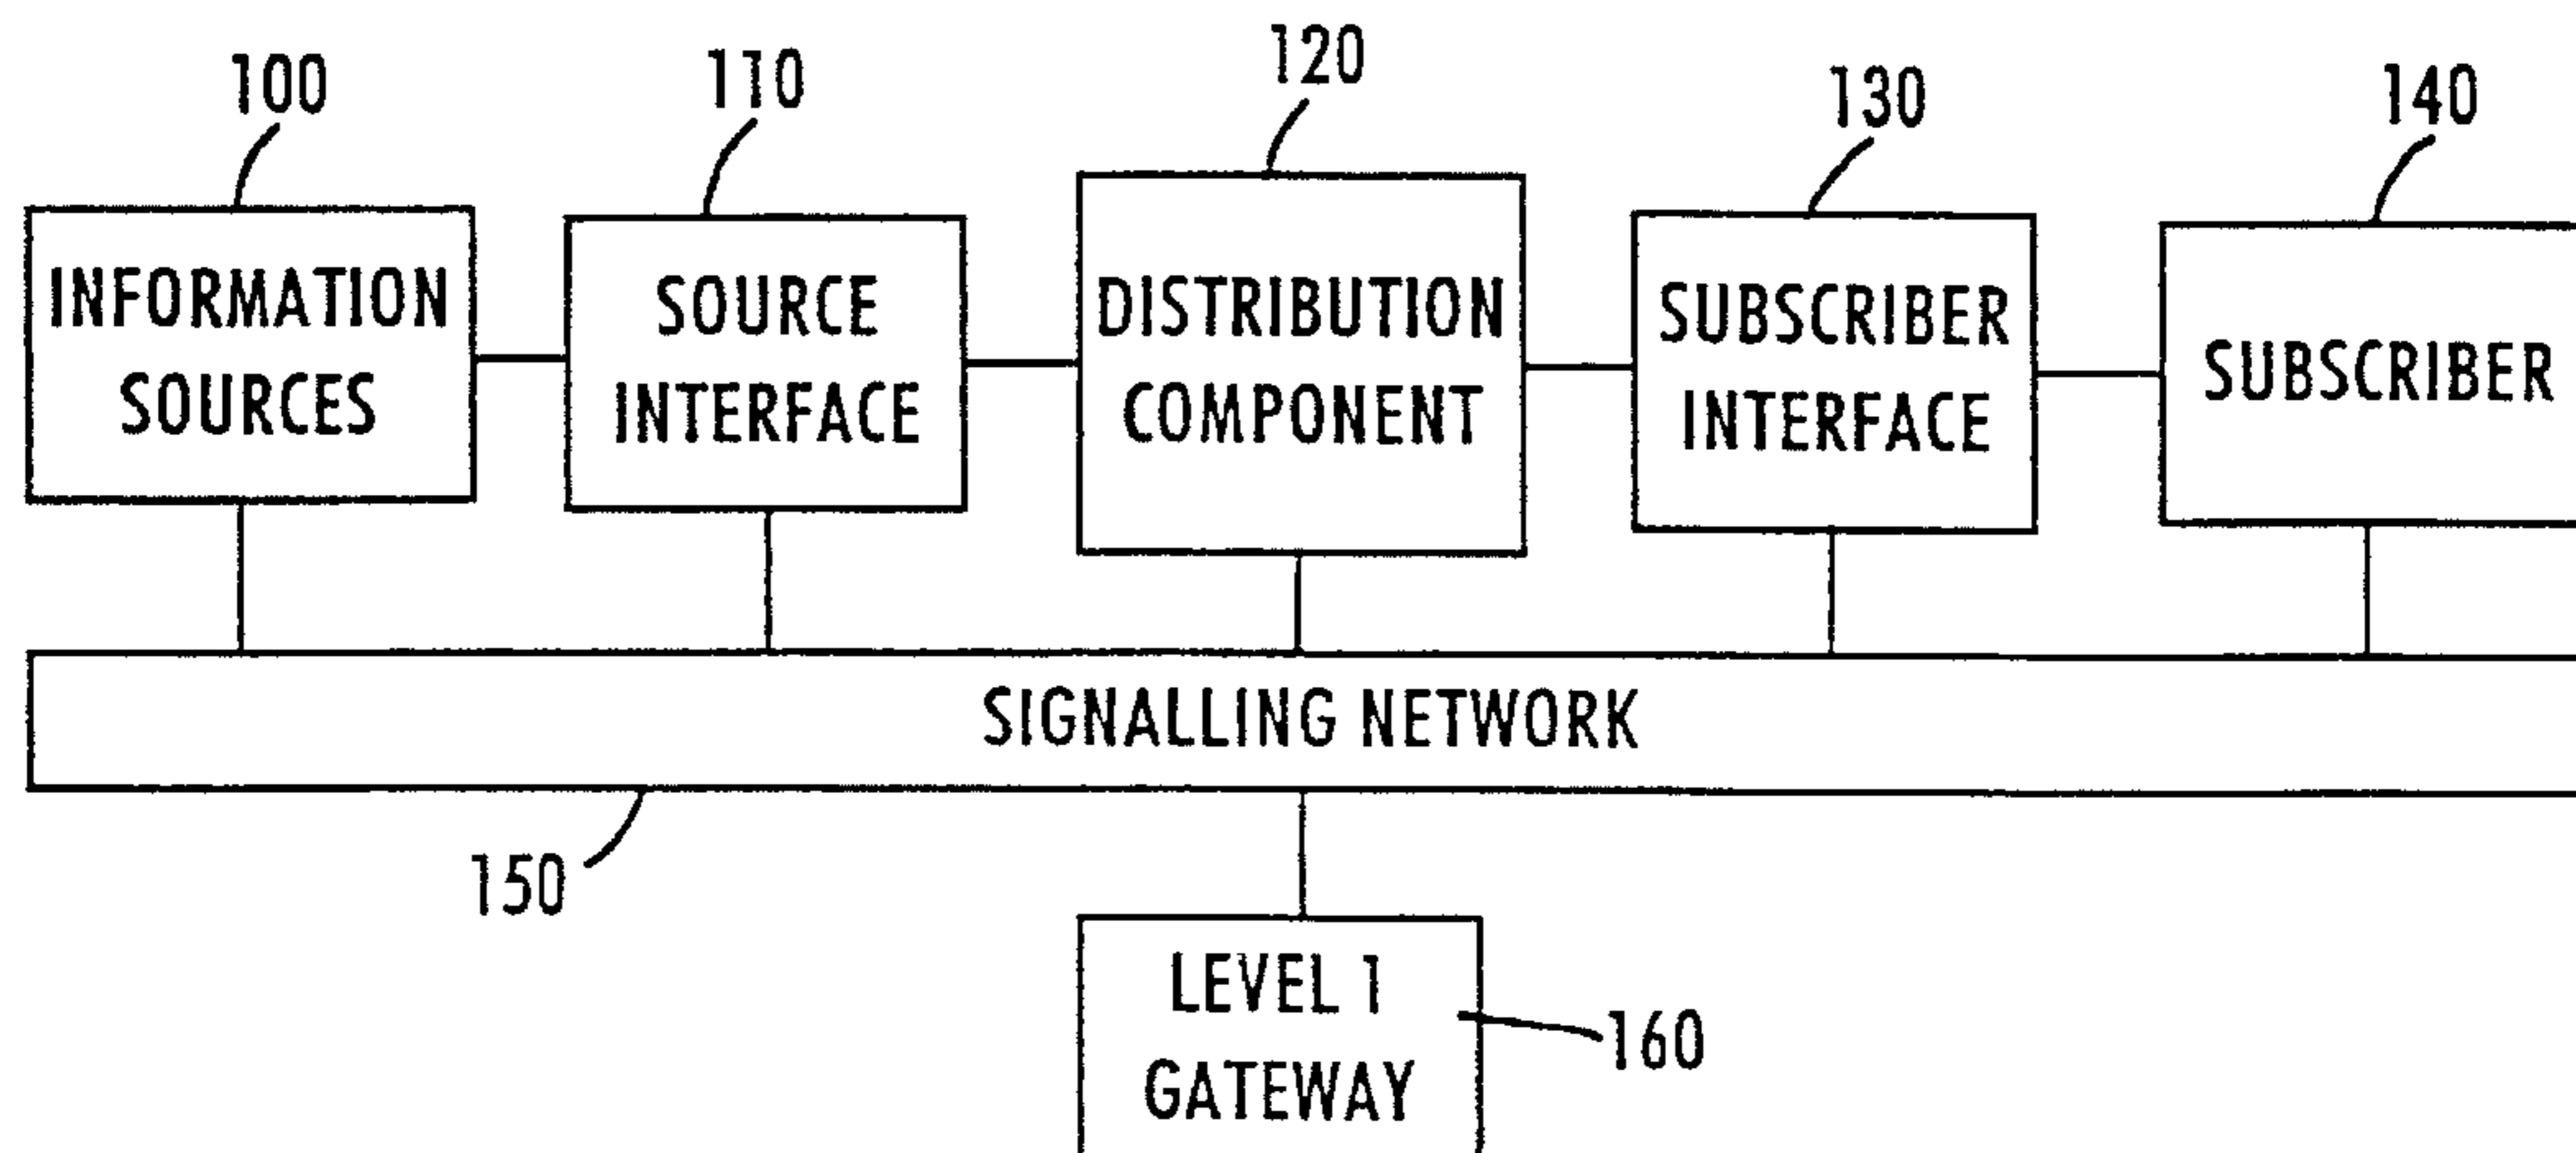 100
110
120
130
140
INFORMATION
SOURCES
SOURCE
INTERFACE
DISTRIBUTION
COMPONENT
SUBSCRIBER
INTERFACE
SUBSCRIBER
SIGNALLING NETWORK
150
LEVEL 1
GATEWAY
160